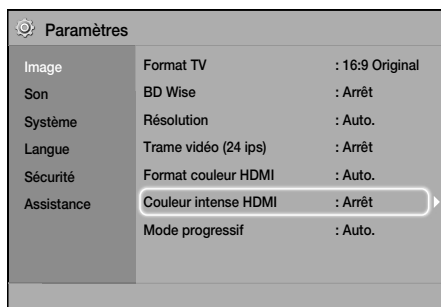 Paramètres
Image
Son
Système
Langue
Sécurité
Assistance
Format TV : 16:9 Original
BD Wise : Arrêt
Résolution : Auto.
Trame vidéo (24 ips) : Arrêt
Format couleur HDMI : Auto.
Couleur intense HDMI : Arrêt
Mode progressif : Auto.